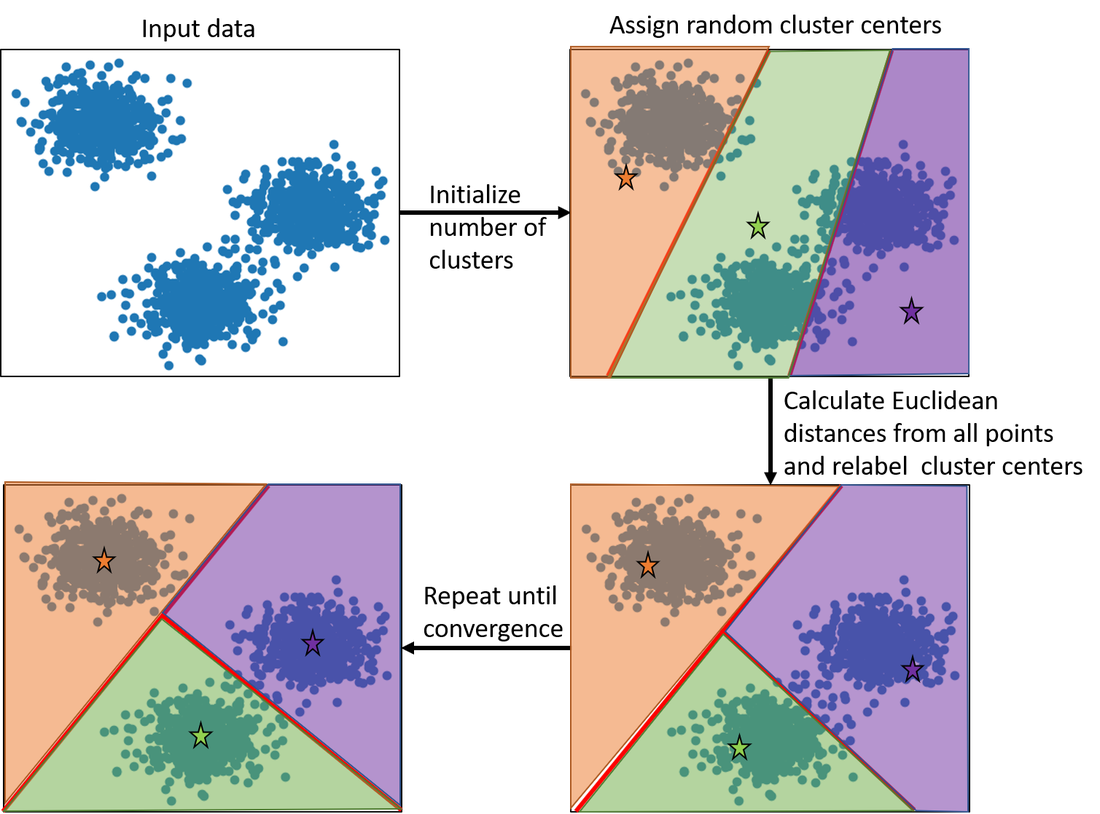 Input data
Assign random cluster centers
Initialize
number of
clusters
Calculate Euclidean
distances from all points
and relabel  cluster centers
Repeat until
convergence